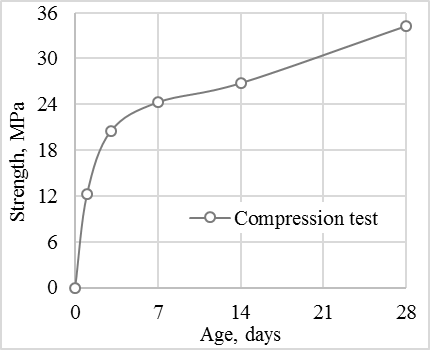 36
30
24
18
12
6
0
Strength, MPa
Compression test
0 7 14 21 28
Age, days